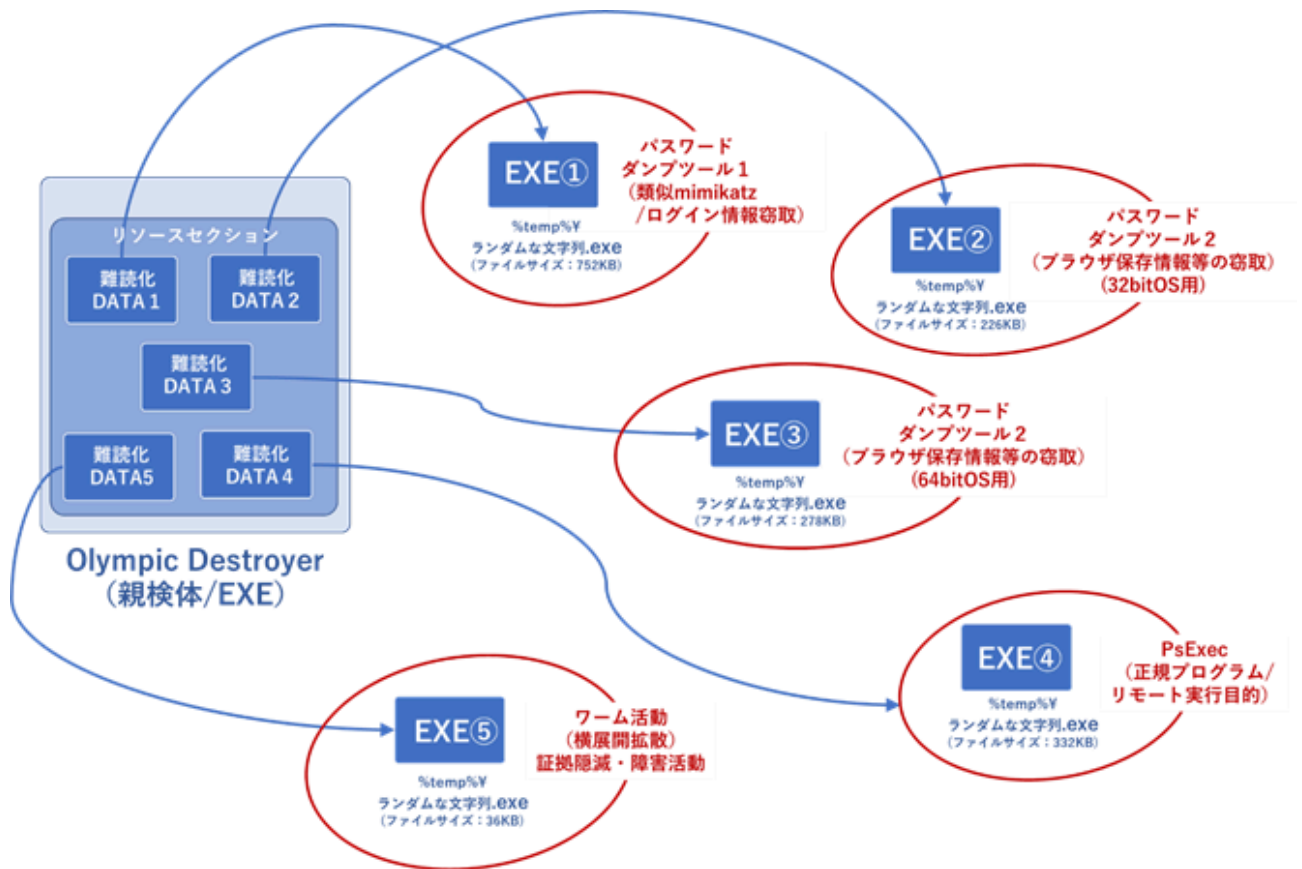 リソースセクション
難読化
DATA１
難読化
DATA２
難読化
DATA３
難読化
DATA5
難読化
DATA４
Olympic Destroyer
（親検体/EXE）
EXE①
%temp%¥
ランダムな文字列.exe
(ファイルサイズ：752KB)
パスワード
ダンプツール１
（類似mimikatz
/ログイン情報窃取）
EXE②
%temp%¥
ランダムな文字列.exe
(ファイルサイズ：226KB)
パスワード
ダンプツール２
（ブラウザ保存情報等の窃取）
(32bitOS用)
EXE③
%temp%¥
ランダムな文字列.exe
(ファイルサイズ：278KB)
パスワード
ダンプツール２
（ブラウザ保存情報等の窃取）
(64bitOS用)
EXE④
%temp%¥
ランダムな文字列.exe
(ファイルサイズ：332KB)
PsExec
（正規プログラム/
リモート実行目的）
EXE⑤
%temp%¥
ランダムな文字列.exe
(ファイルサイズ：36KB)
ワーム活動
（横展開拡散）
証拠隠滅・障害活動